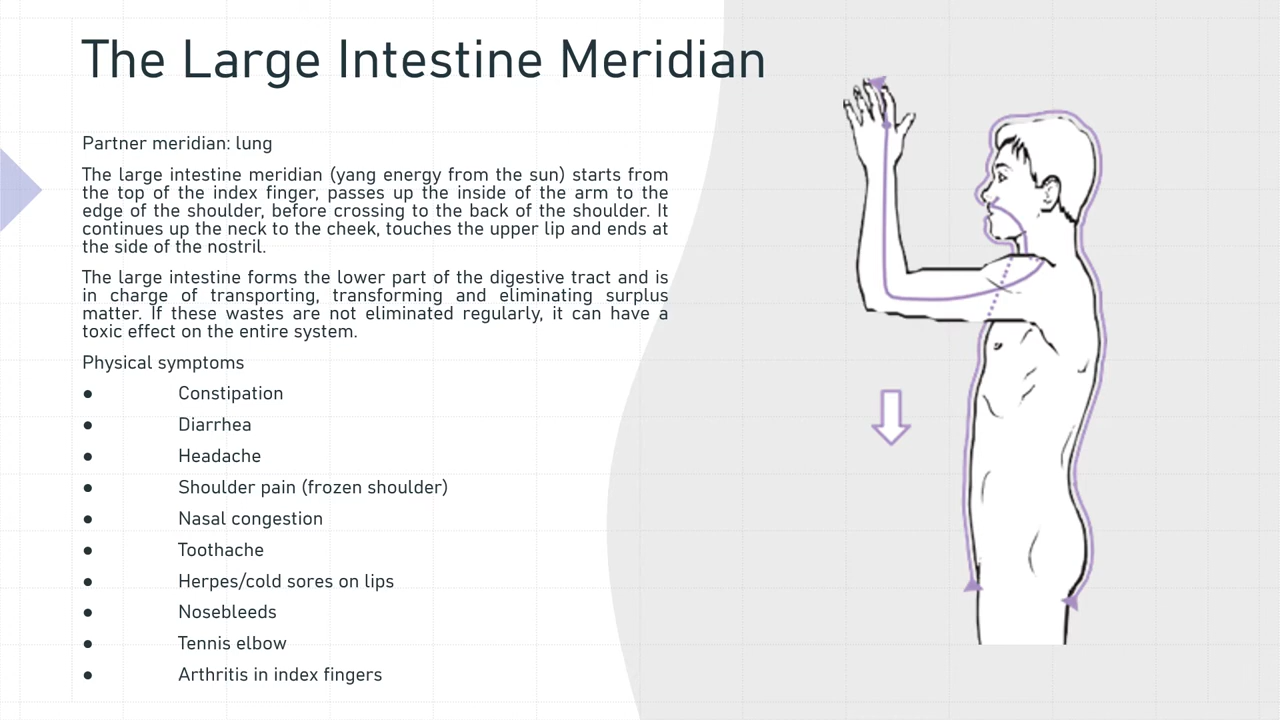 The Large Intestine Meridian
Partner meridian: lung
The large intestine meridian (yang energy from the sun) starts from
the top of the index finger, passes up the inside of the arm to the
edge of the shoulder, before crossing to the back of the shoulder. It
continues up the neck to the cheek, touches the upper lip and ends at
the side of the nostril.
The large intestine forms the lower part of the digestive tract and is
in charge of transporting, transforming and eliminating surplus
matter. If these wastes are not eliminated regularly, it can have a
toxic effect on the entire system.
Physical symptoms
● Constipation
● Diarrhea
● Headache
● Shoulder pain (frozen shoulder)
● Nasal congestion
● Toothache
● Herpes/cold sores on lips
● Nosebleeds
● Tennis elbow
● Arthritis in index fingers